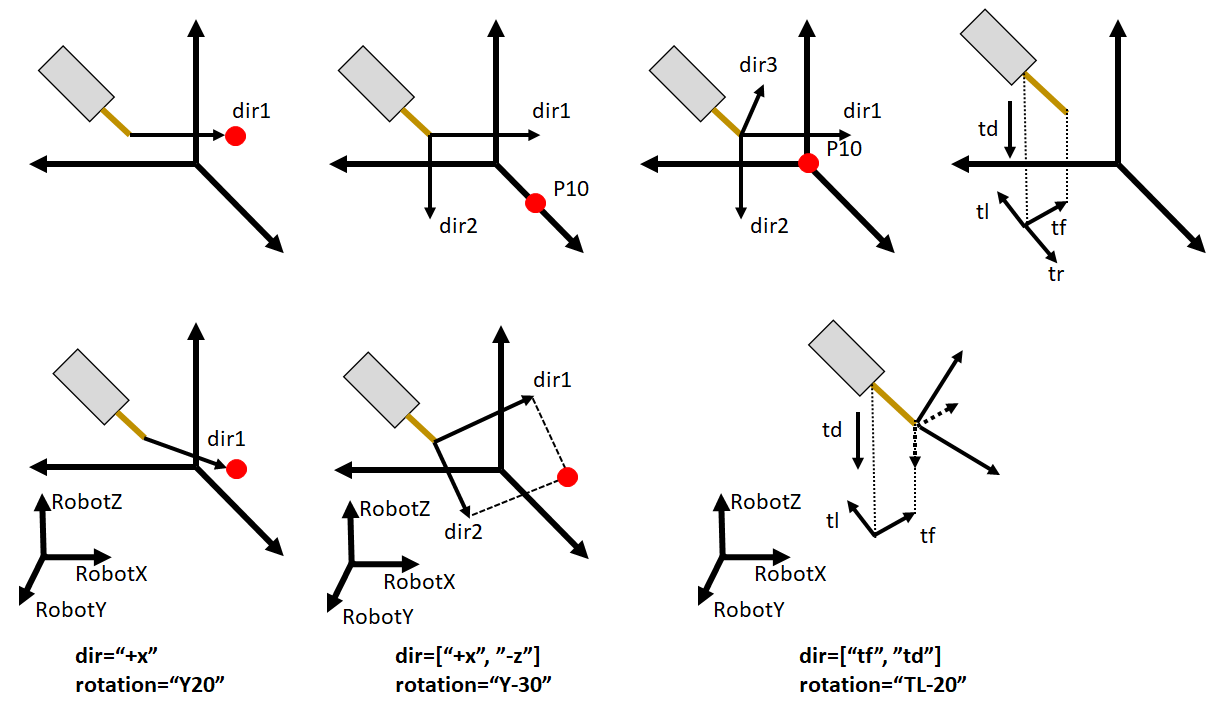 dir1
dir1
P10
dir2
dir3
dir1
P10
dir2
td
tl
tf
tr
dir1
RobotZ
RobotX
RobotY
dir1
dir2
RobotZ
RobotX
RobotY
td
tl
tf
RobotZ
RobotX
RobotY
dir=“+x”
rotation=“Y20”
dir=[“+x”, ”-z”]
rotation=“Y-30”
dir=[“tf”, ”td”]
rotation=“TL-20”